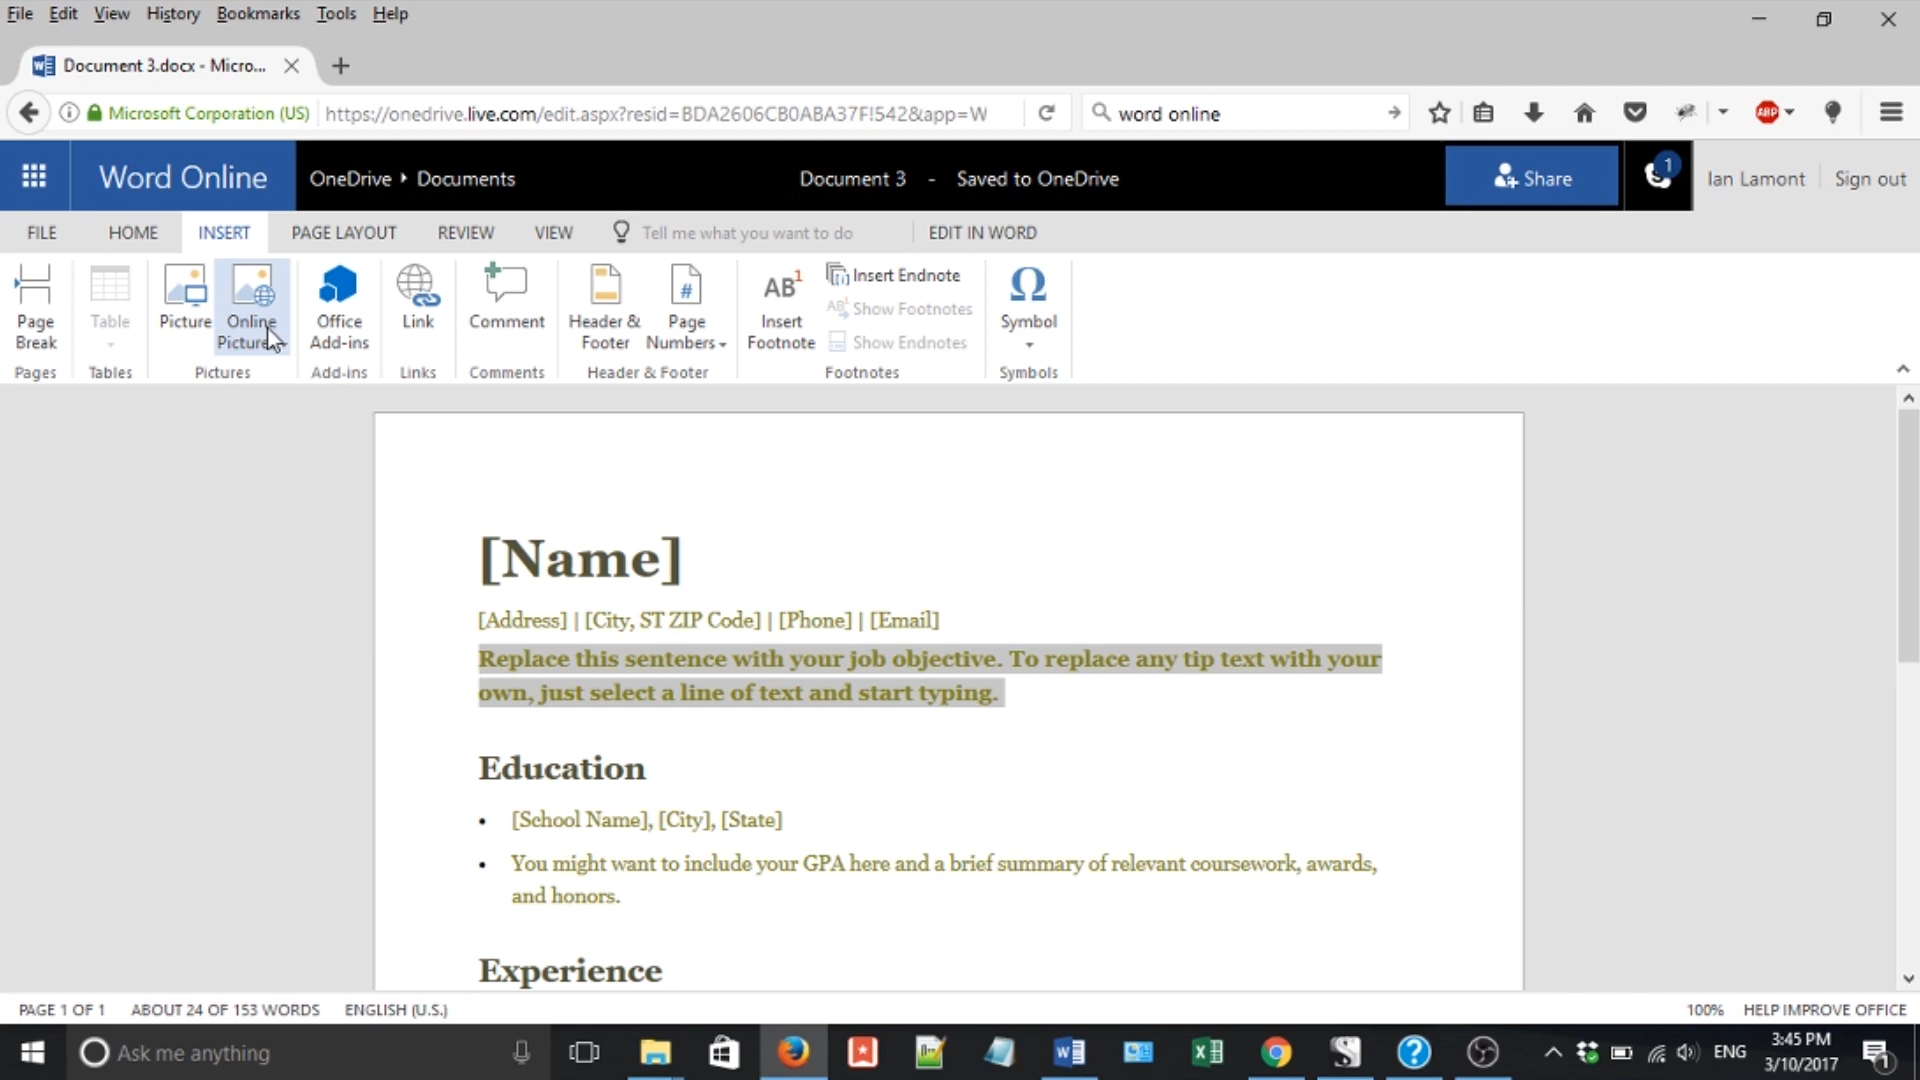 File Edit View History Bookmarks Tools Help
Document 3.docx - Micro...
Microsoft Corporation (US) https://onedrive.live.com/edit.aspx?resid=BDA2606CB0ABA37F!542&app=W word online ABP
Word Online OneDrive Documents Document 3 - Saved to OneDrive Share 1 Ian Lamont Sign out
FILE HOME INSERT PAGE LAYOUT REVIEW VIEW Tell me what you want to do EDIT IN WORD
Page Break
Table
Picture
Online Pictures
Office Add-ins
Link
Comment
Header & Footer
Page Numbers
Insert Footnote
Insert Endnote
Show Footnotes
Show Endnotes
Symbol
Pages Tables Pictures Add-ins Links Comments Header & Footer Footnotes Symbols
[Name]
[Address] | [City, ST ZIP Code] | [Phone] | [Email]
Replace this sentence with your job objective. To replace any tip text with your
own, just select a line of text and start typing.
Education
• [School Name], [City], [State]
• You might want to include your GPA here and a brief summary of relevant coursework, awards,
and honors.
Experience
PAGE 1 OF 1 ABOUT 24 OF 153 WORDS ENGLISH (U.S.) 100% HELP IMPROVE OFFICE
Ask me anything ENG 3:45 PM
3/10/2017 1